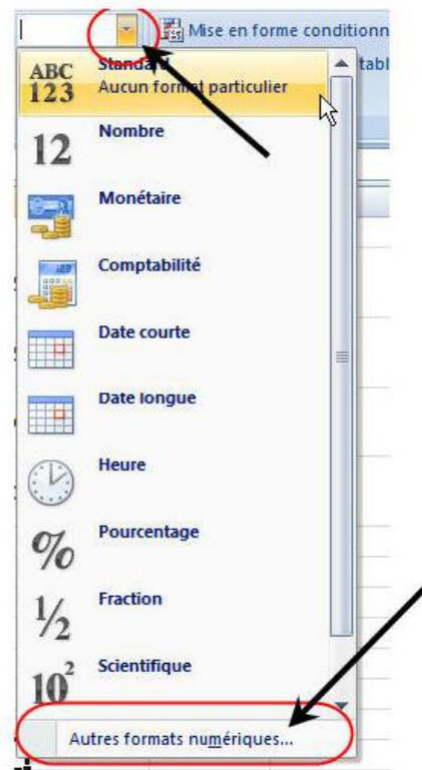 Mise en forme conditionn
ABC
123
Standard
tabl
Aucun format particulier
12
Nombre
Monétaire
Comptabilité
Date courte
Date longue
Heure
%
Pourcentage
1/2
Fraction
10²
Scientifique
Autres formats numériques...